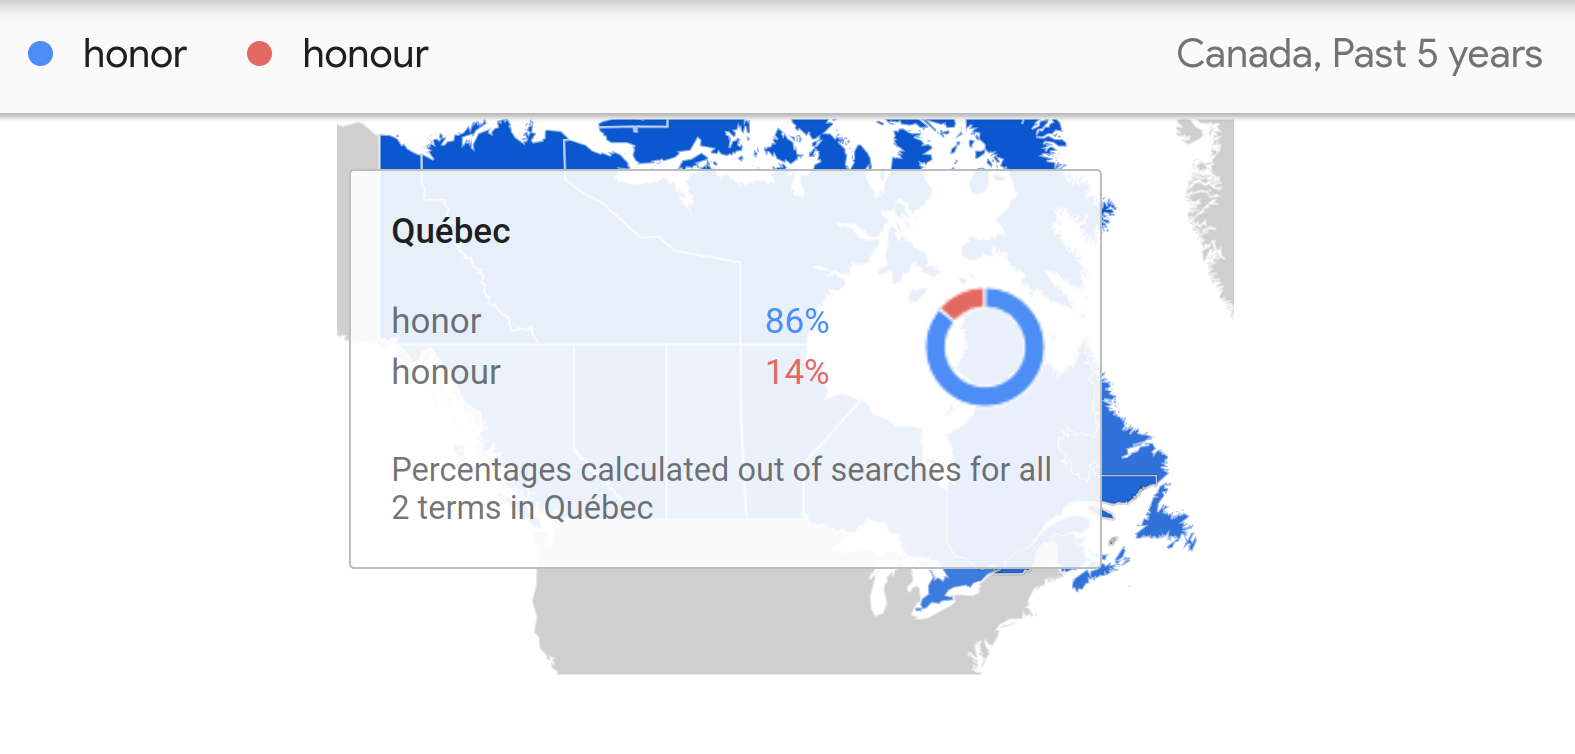 honor honour Canada, Past 5 years
Québec
honor 86%
honour 14%
Percentages calculated out of searches for all
2 terms in Québec